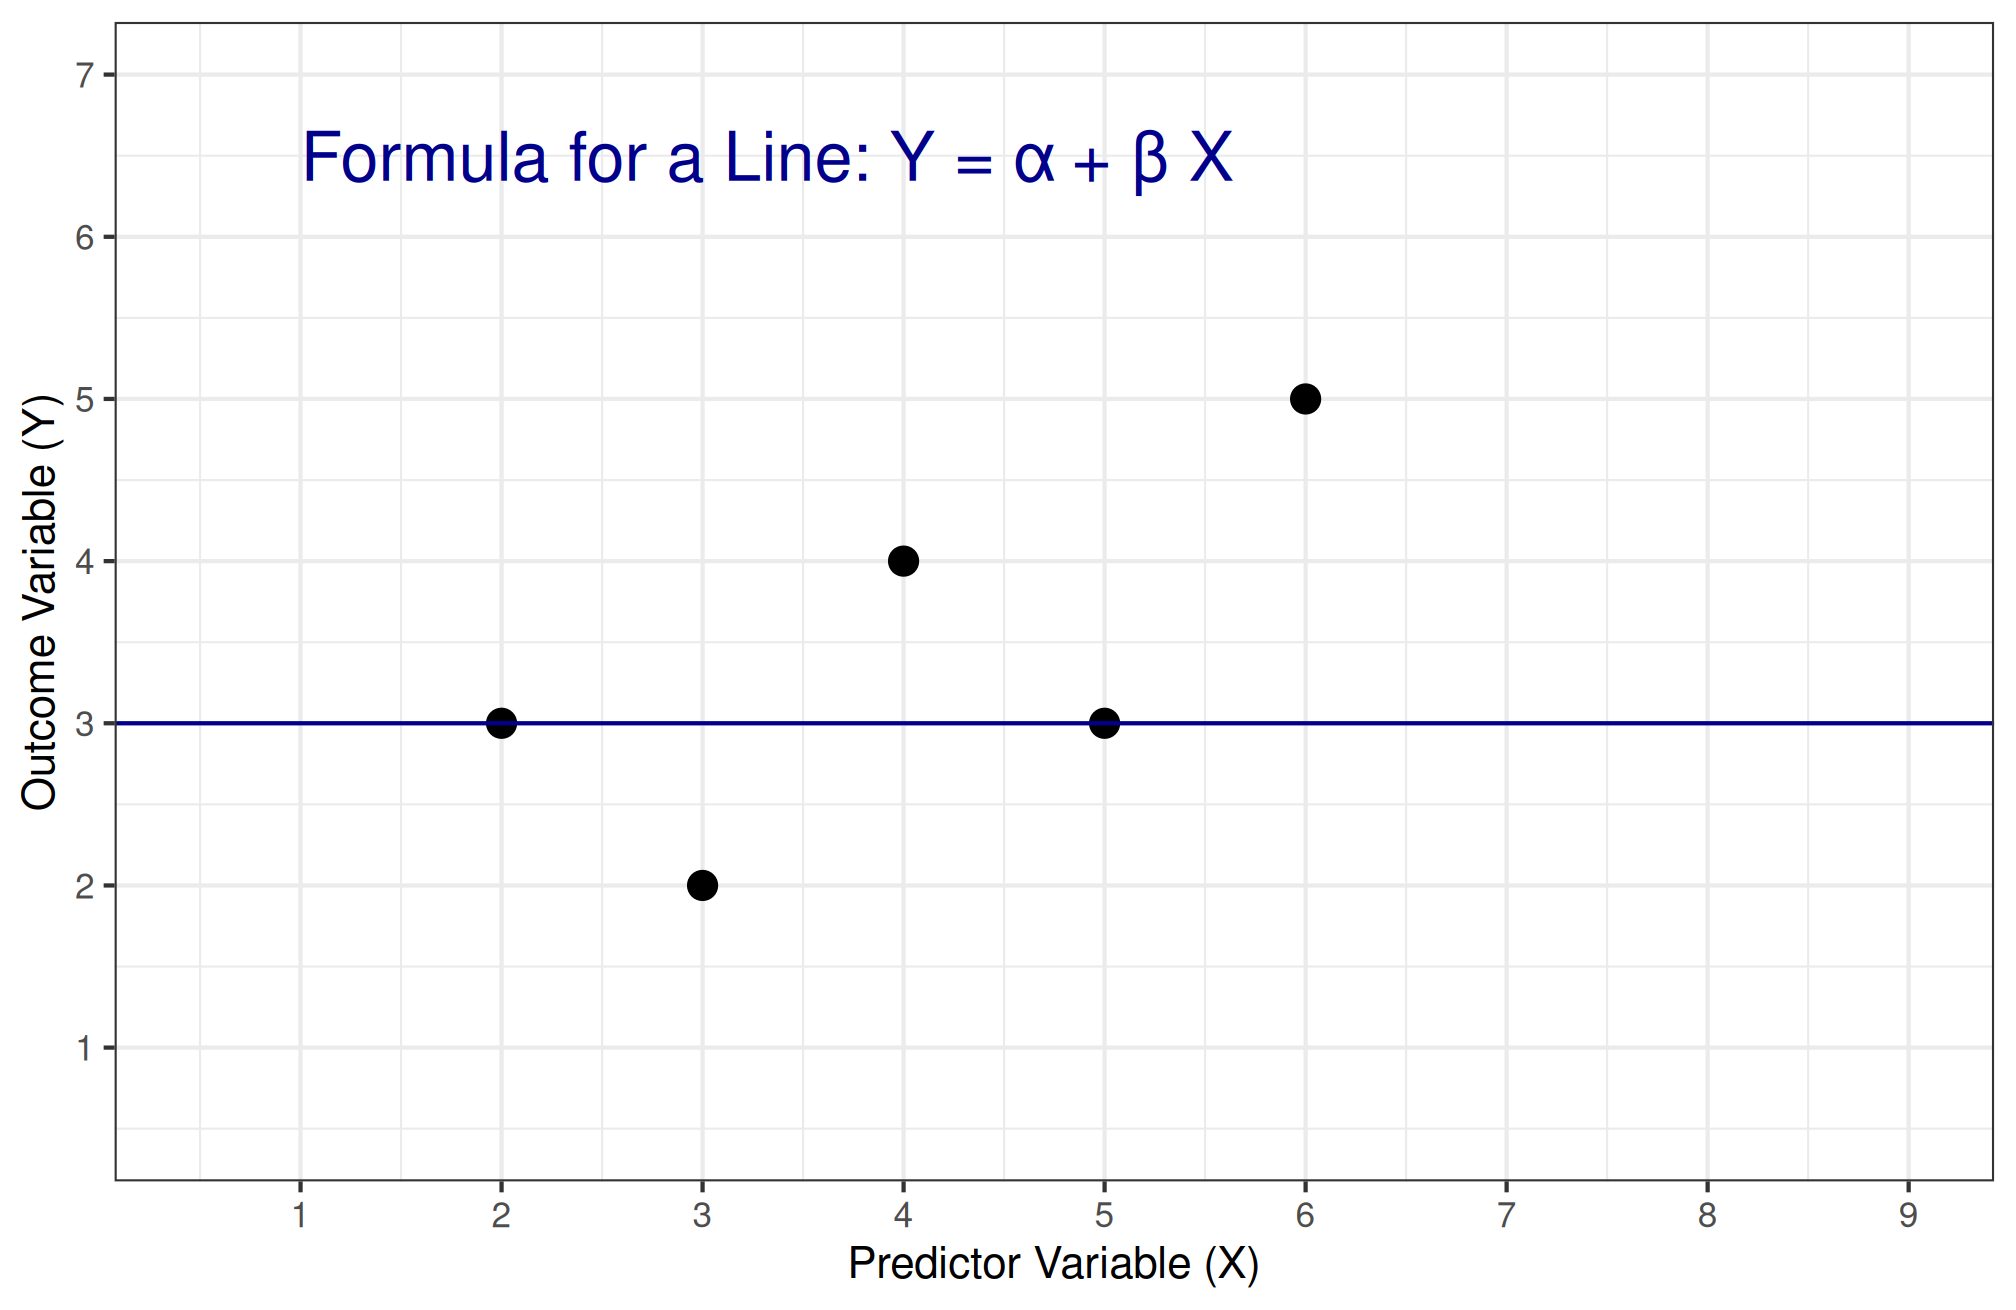 Formula for a Line: Y = α + β X
Outcome Variable (Y)
7
6
5
4
3
2
1
1 2 3 4 5 6 7 8 9
Predictor Variable (X)